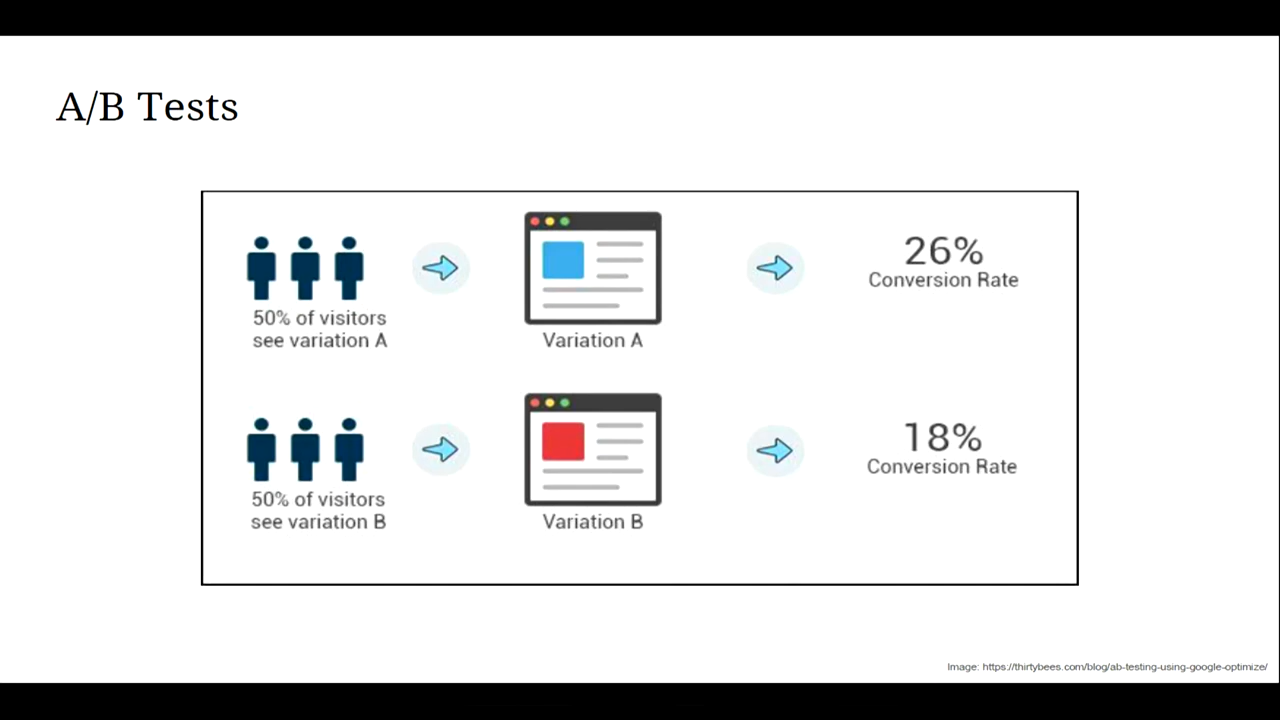 A/B Tests
50% of visitors
see variation A
Variation A
26%
Conversion Rate
50% of visitors
see variation B
Variation B
18%
Conversion Rate
Image: https://thirtybees.com/blog/ab-testing-using-google-optimize/